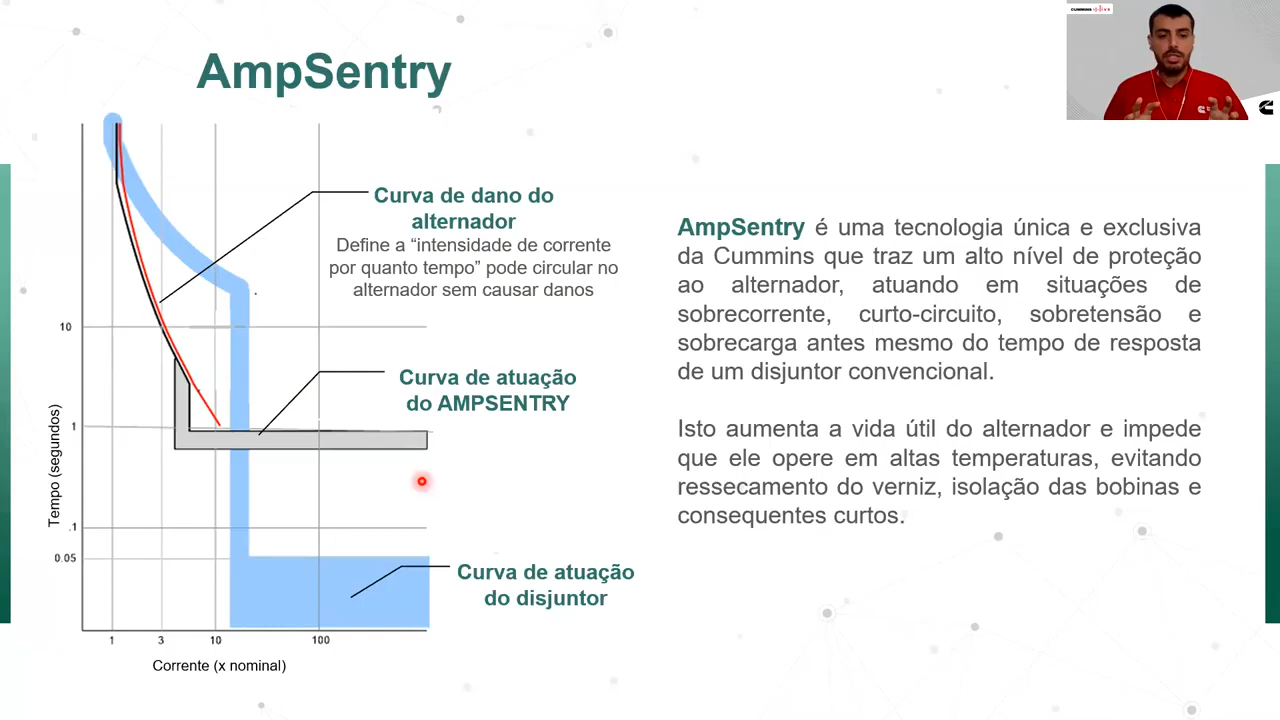 AmpSentry
Curva de dano do
alternador
Define a “intensidade de corrente
por quanto tempo” pode circular no
alternador sem causar danos
Curva de atuação
do AMPSENTRY
Curva de atuação
do disjuntor
10
1
.1
0.05
Tempo (segundos)
1 3 10 100
Corrente (x nominal)
AmpSentry é uma tecnologia única e exclusiva
da Cummins que traz um alto nível de proteção
ao alternador, atuando em situações de
sobrecorrente, curto-circuito, sobretensão e
sobrecarga antes mesmo do tempo de resposta
de um disjuntor convencional.
Isto aumenta a vida útil do alternador e impede
que ele opere em altas temperaturas, evitando
ressecamento do verniz, isolação das bobinas e
consequentes curtos.
CUMMINS